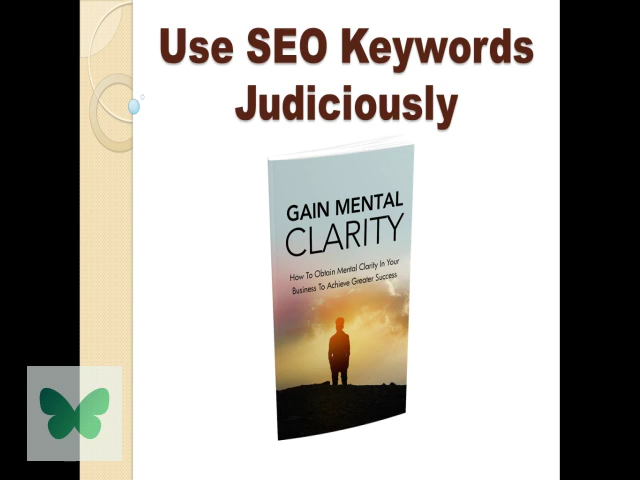 Use SEO Keywords
Judiciously
GAIN MENTAL
CLARITY
How To Obtain Mental Clarity In Your
Business To Achieve Greater Success